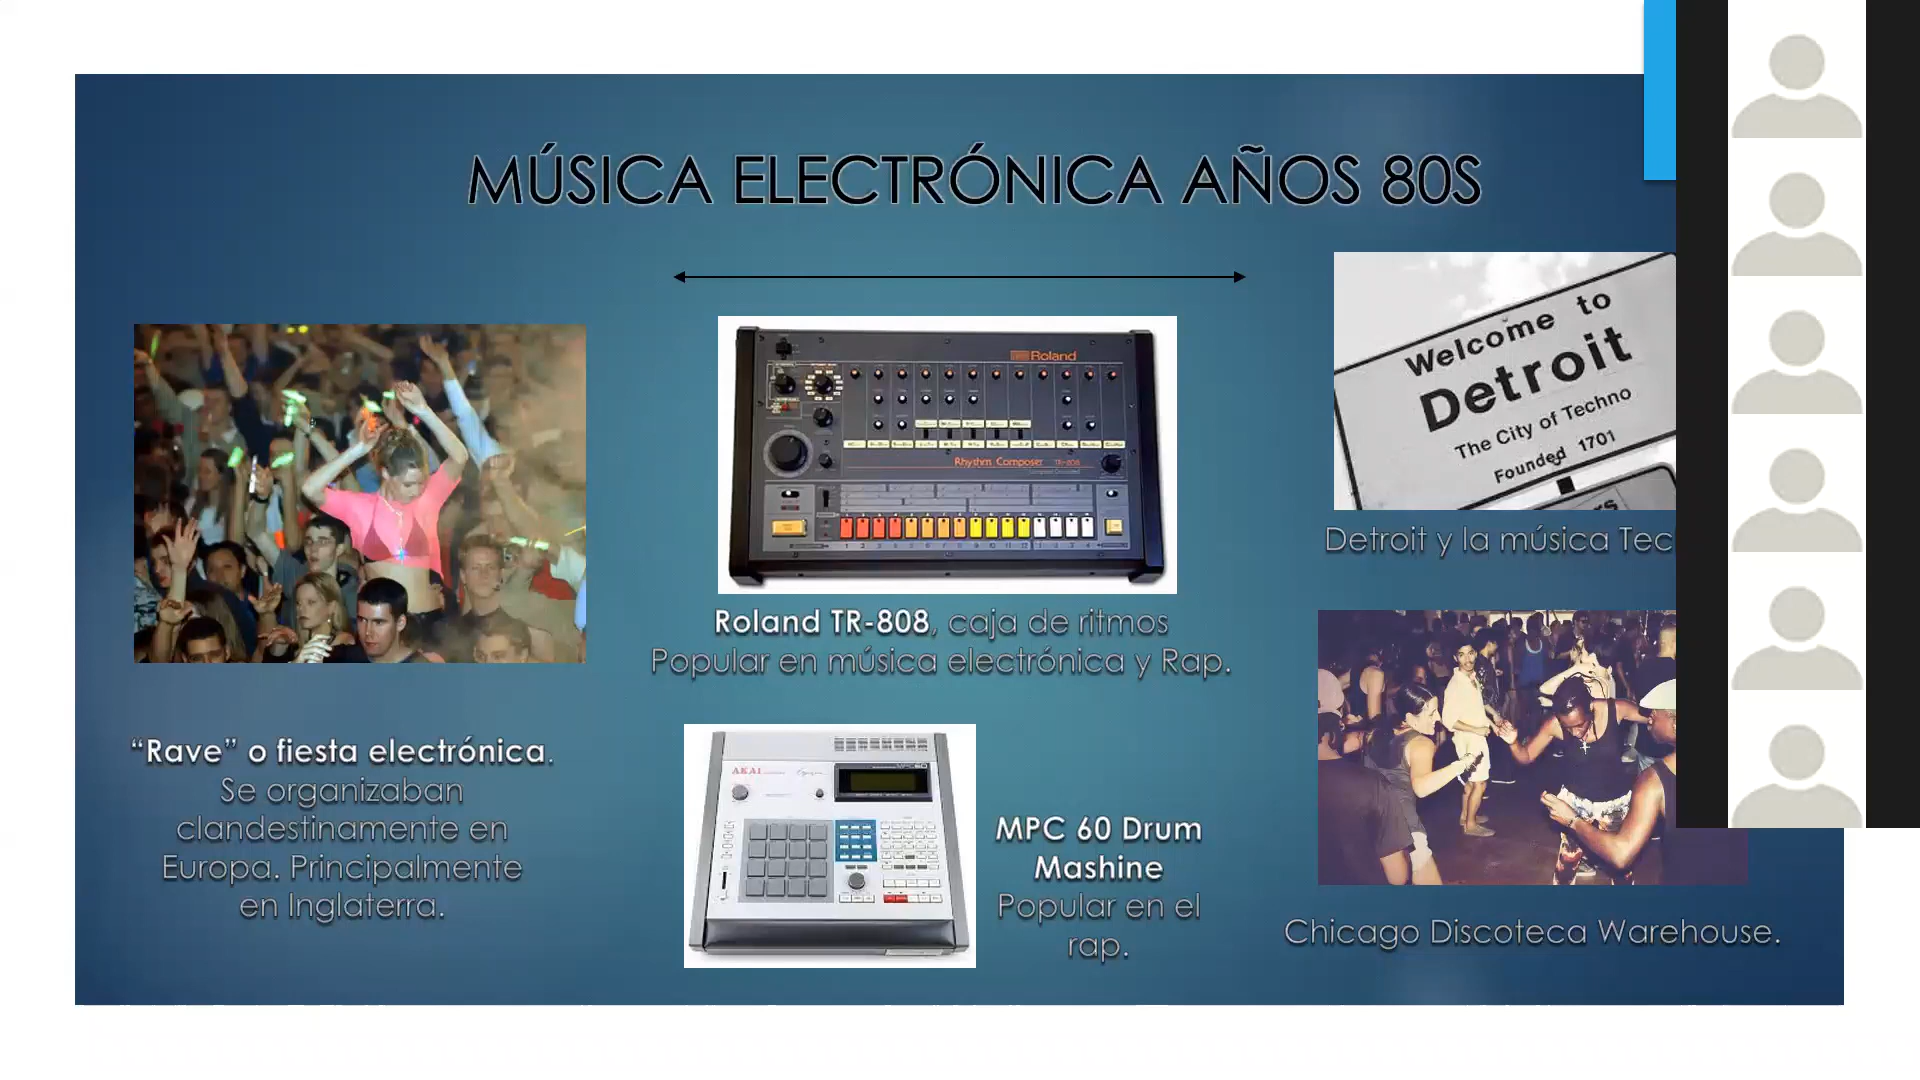 MÚSICA ELECTRÓNICA AÑOS 80S
Welcome to
Detroit
The City of Techno
Founded 1701
Detroit y la música Tec
Roland
Rhythm Composer TR-808
Roland TR-808, caja de ritmos
Popular en música electrónica y Rap.
“Rave” o fiesta electrónica.
Se organizaban
clandestinamente en
Europa. Principalmente
en Inglaterra.
AKAI
MPC 60 Drum
Mashine
Popular en el
rap.
Chicago Discoteca Warehouse.